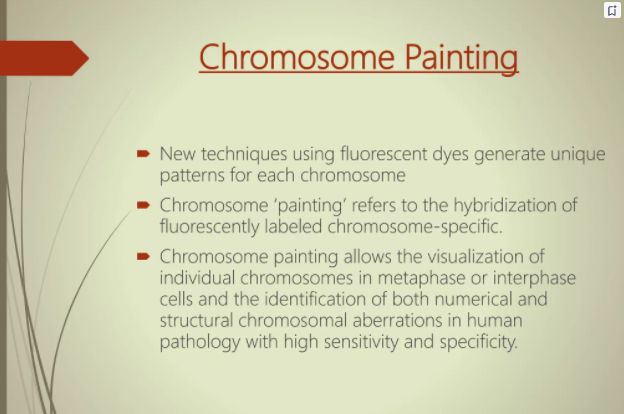 Chromosome Painting
New techniques using fluorescent dyes generate unique
patterns for each chromosome
Chromosome ‘painting’ refers to the hybridization of
fluorescently labeled chromosome-specific.
Chromosome painting allows the visualization of
individual chromosomes in metaphase or interphase
cells and the identification of both numerical and
structural chromosomal aberrations in human
pathology with high sensitivity and specificity.